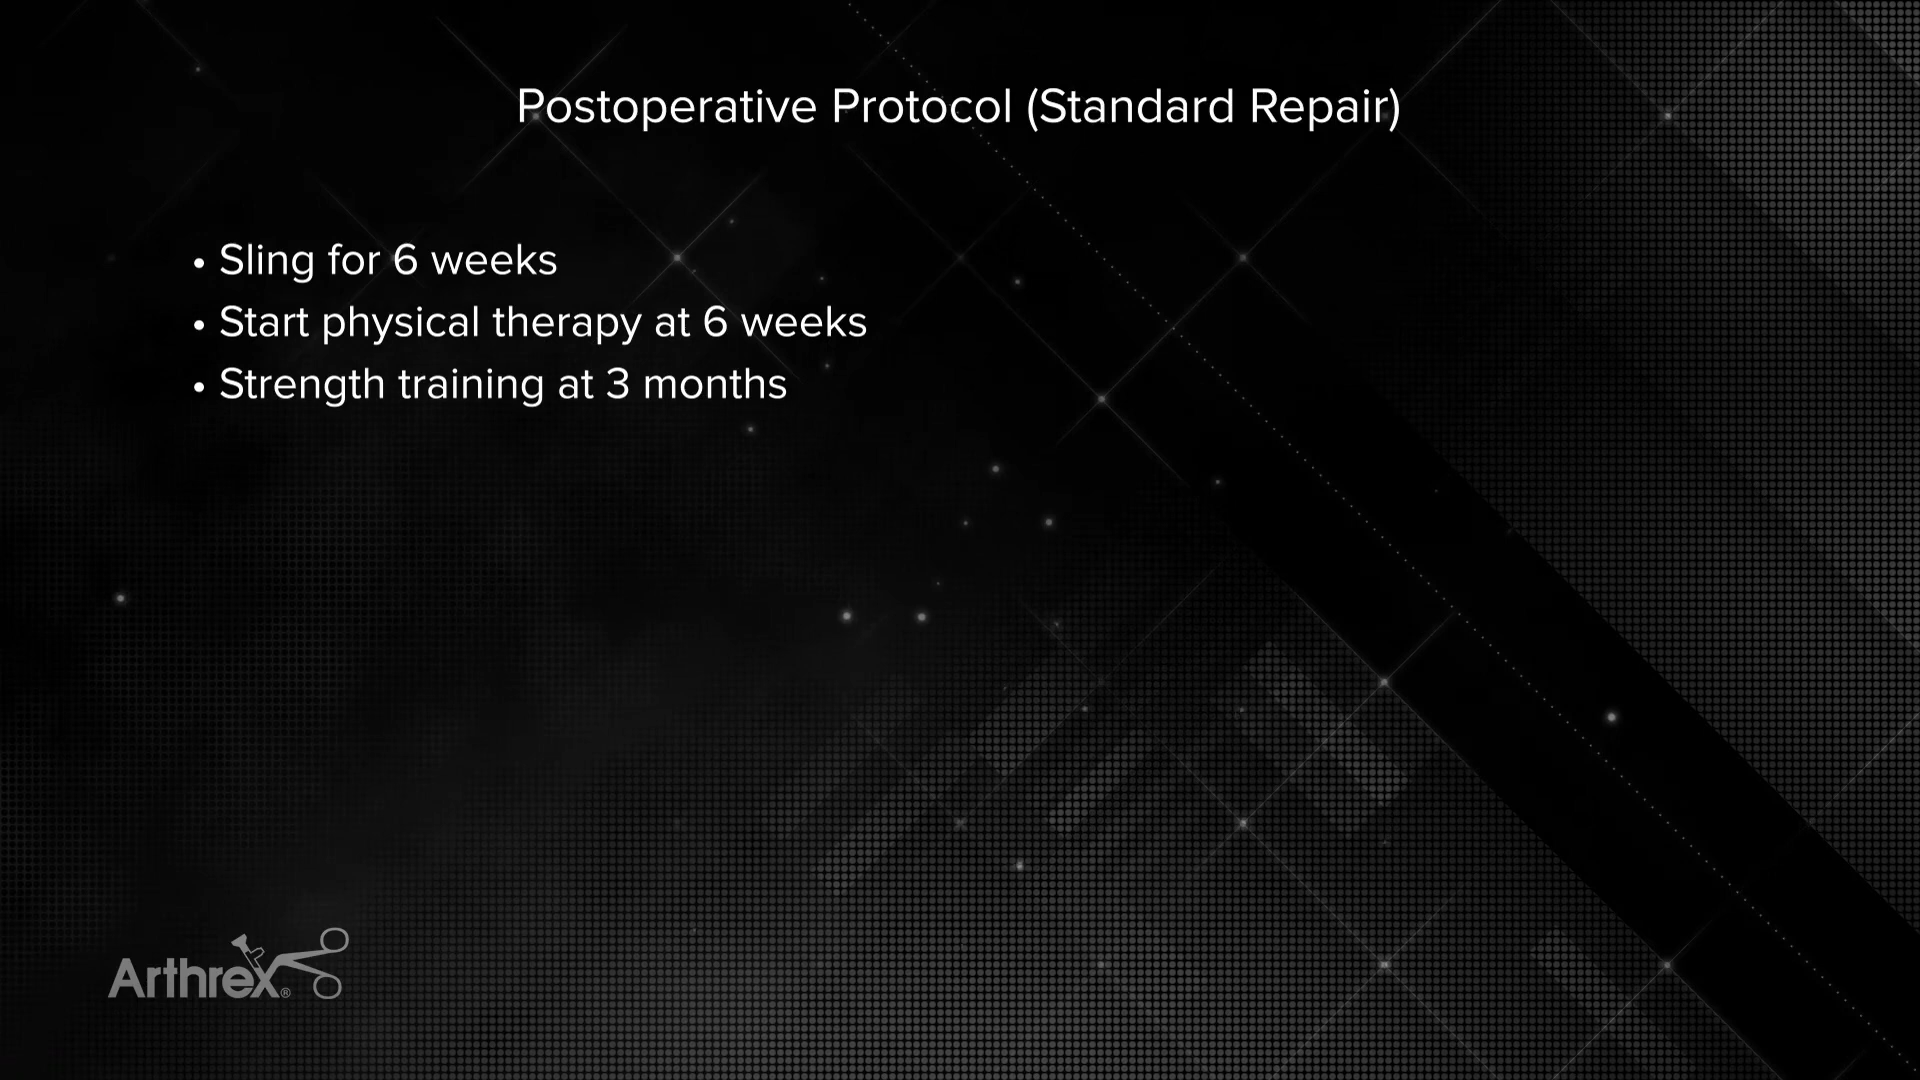 Postoperative Protocol (Standard Repair)
• Sling for 6 weeks
• Start physical therapy at 6 weeks
• Strength training at 3 months
Arthrex®